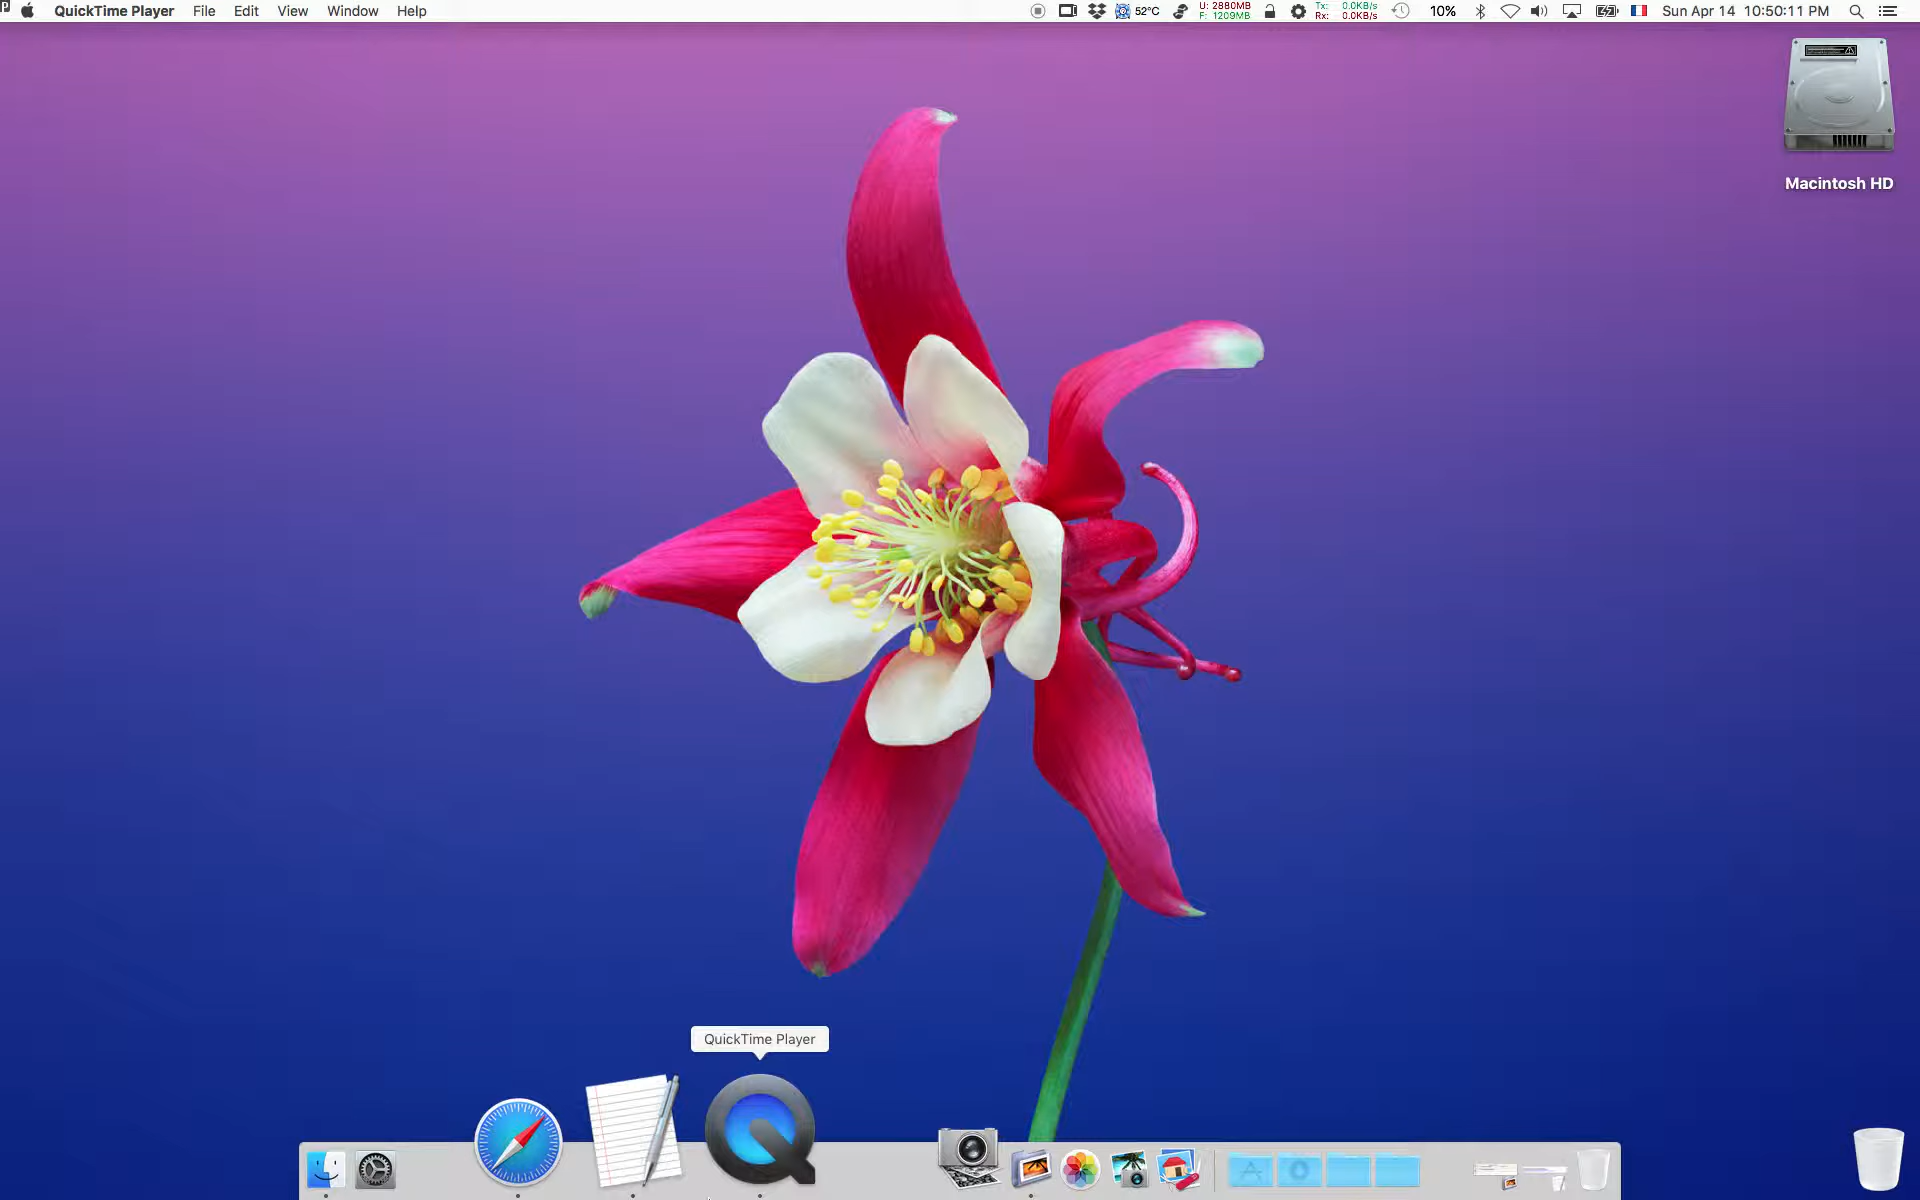 QuickTime Player File Edit View Window Help 52°C U: 2880MB F: 1209MB Tx: 0.0KB/s Rx: 0.0KB/s 10% Sun Apr 14 10:50:11 PM
Macintosh HD
QuickTime Player